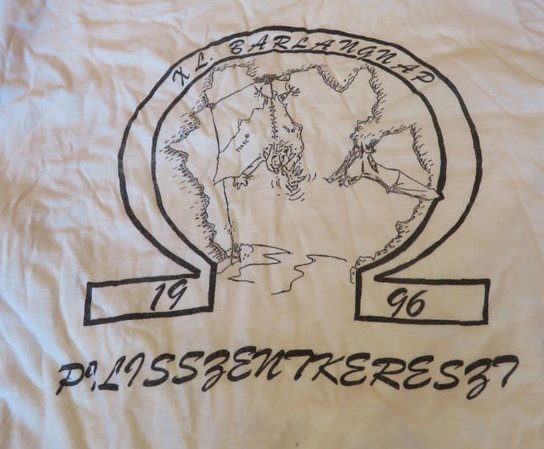 XL. BARLANGNAP
19 96
PILISSZENTKERESZT